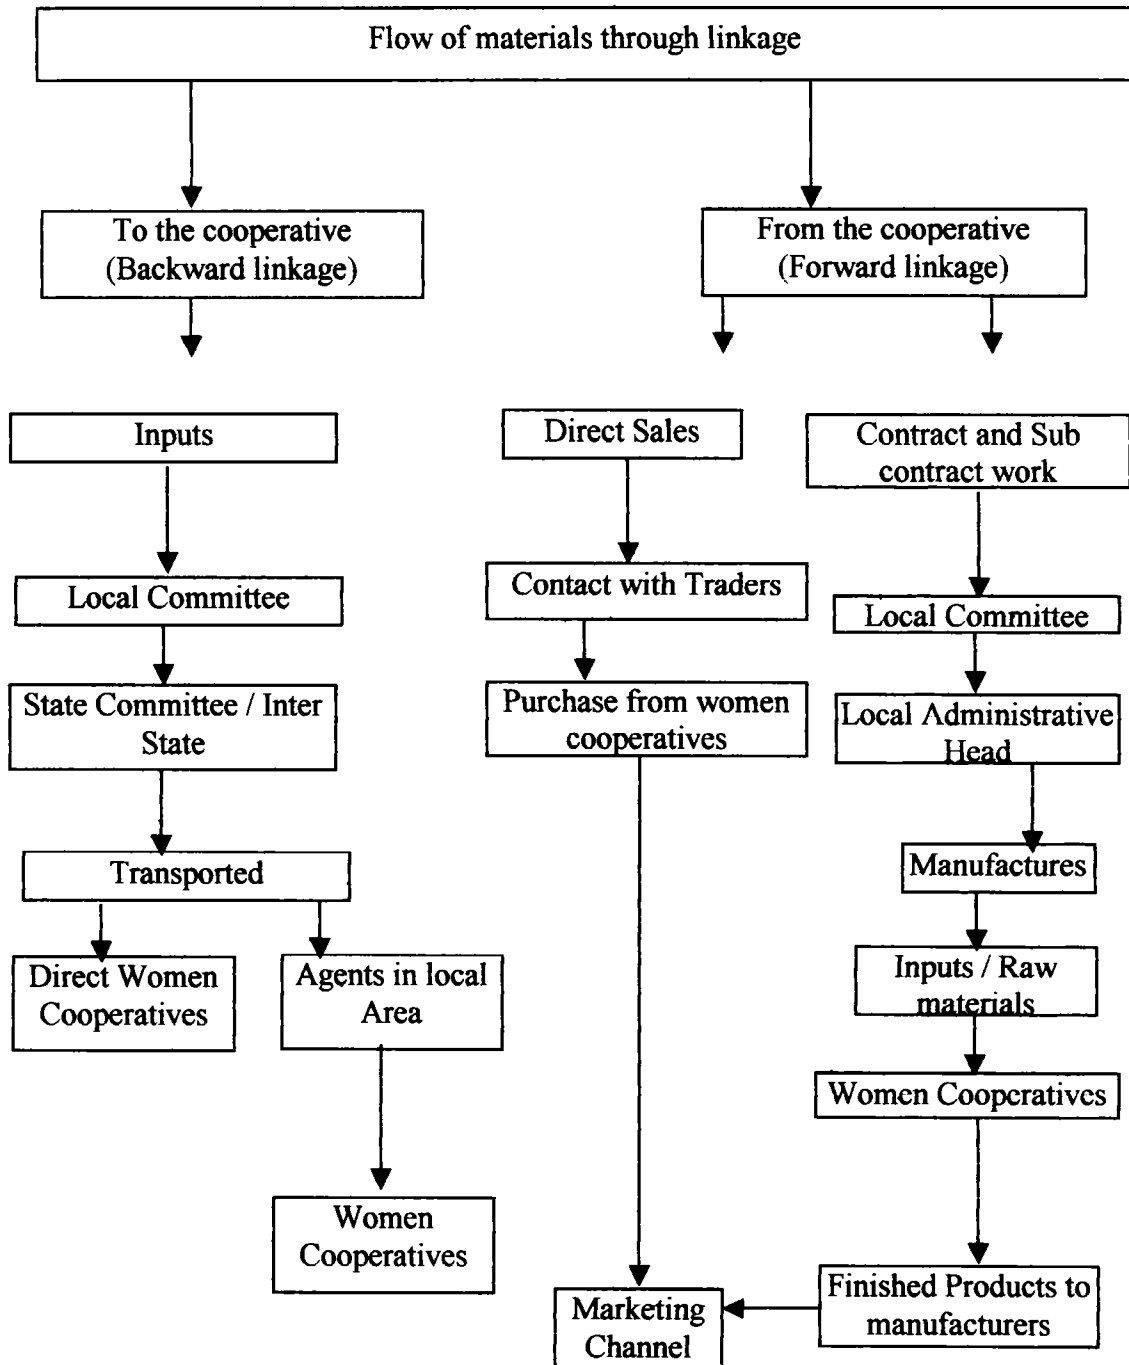 Flow of materials through linkage
To the cooperative
(Backward linkage)
From the cooperative
(Forward linkage)
Inputs
Direct Sales
Contract and Sub
contract work
Local Committee
Contact with Traders
Local Committee
State Committee / Inter
State
Purchase from women
cooperatives
Local Administrative
Head
Transported
Manufactures
Direct Women
Cooperatives
Agents in local
Area
Inputs / Raw
materials
Women Cooperatives
Women
Cooperatives
Marketing
Channel
Finished Products to
manufacturers